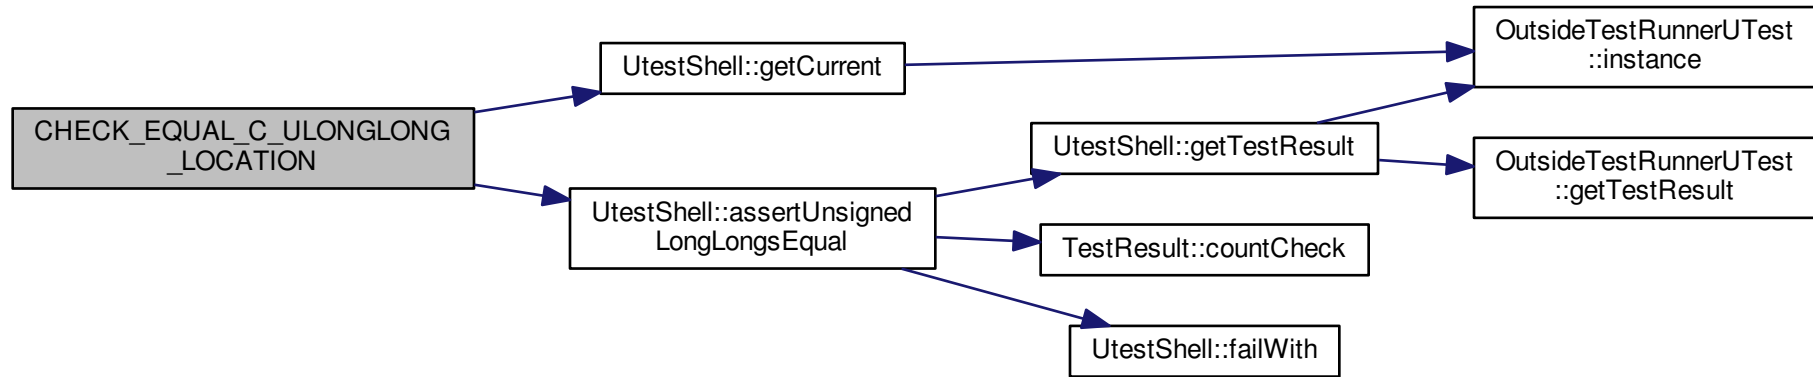 CHECK_EQUAL_C_ULONGLONG
_LOCATION
UtestShell::getCurrent
UtestShell::assertUnsigned
LongLongsEqual
UtestShell::getTestResult
TestResult::countCheck
UtestShell::failWith
OutsideTestRunnerUTest
::instance
OutsideTestRunnerUTest
::getTestResult